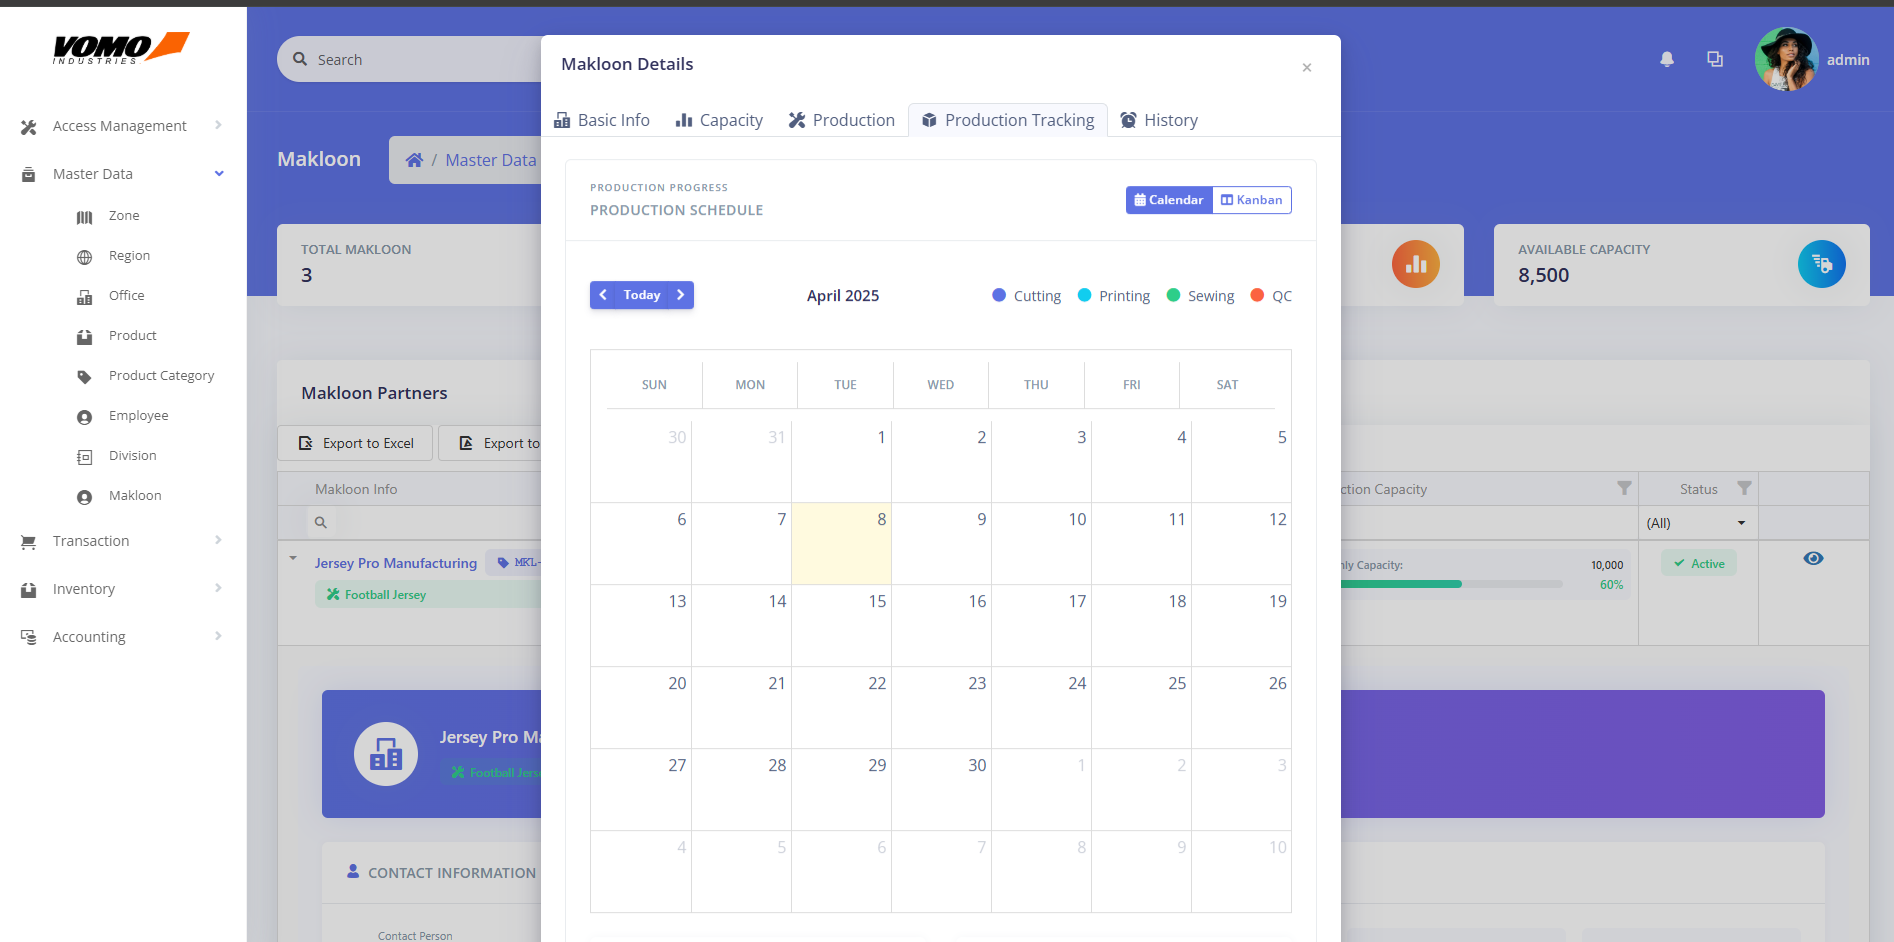 VOMO
INDUSTRIES
Access Management
Master Data
Zone
Region
Office
Product
Product Category
Employee
Division
Makloon
Transaction
Inventory
Accounting
Search
admin
Makloon
/ Master Data
TOTAL MAKLOON
3
AVAILABLE CAPACITY
8,500
Makloon Partners
Export to Excel
Export to
Makloon Info
ction Capacity
Status
(All)
Jersey Pro Manufacturing
MKL-
Football Jersey
ly Capacity:
10,000
60%
Active
Jersey Pro Ma
Football Jers
CONTACT INFORMATION
Contact Person
Makloon Details
×
Basic Info
Capacity
Production
Production Tracking
History
PRODUCTION PROGRESS
PRODUCTION SCHEDULE
Calendar
Kanban
Today
April 2025
Cutting
Printing
Sewing
QC
SUN MON TUE WED THU FRI SAT
30 31 1 2 3 4 5
6 7 8 9 10 11 12
13 14 15 16 17 18 19
20 21 22 23 24 25 26
27 28 29 30 1 2 3
4 5 6 7 8 9 10